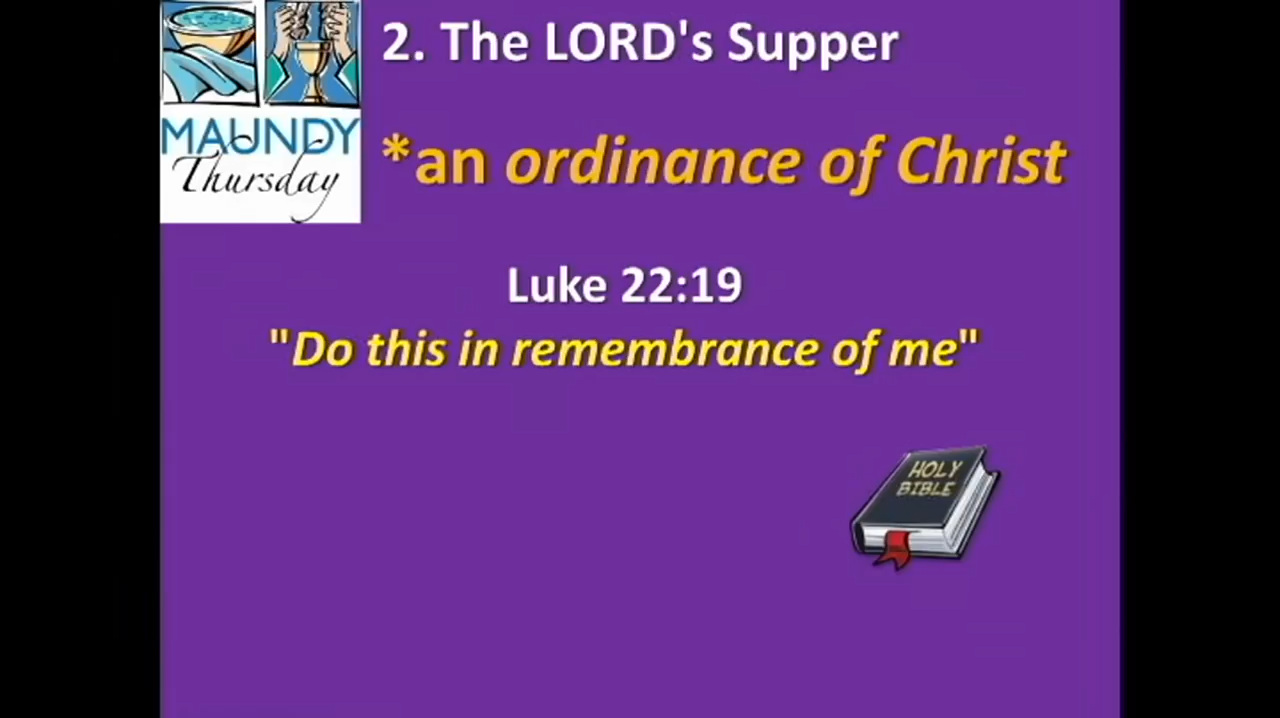 2. The LORD's Supper
MAUNDY
Thursday
*an ordinance of Christ
Luke 22:19
"Do this in remembrance of me"
HOLY
BIBLE